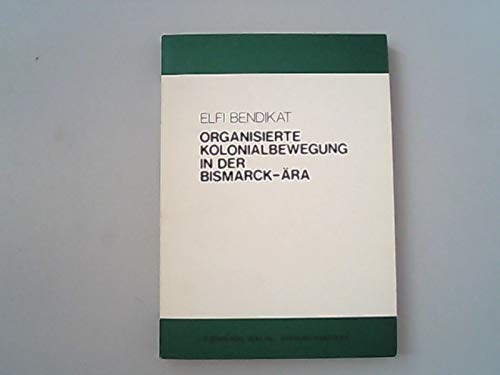 ELFI BENDIKAT
ORGANISIERTE
KOLONIALBEWEGUNG
IN DER
BISMARCK-ÄRA